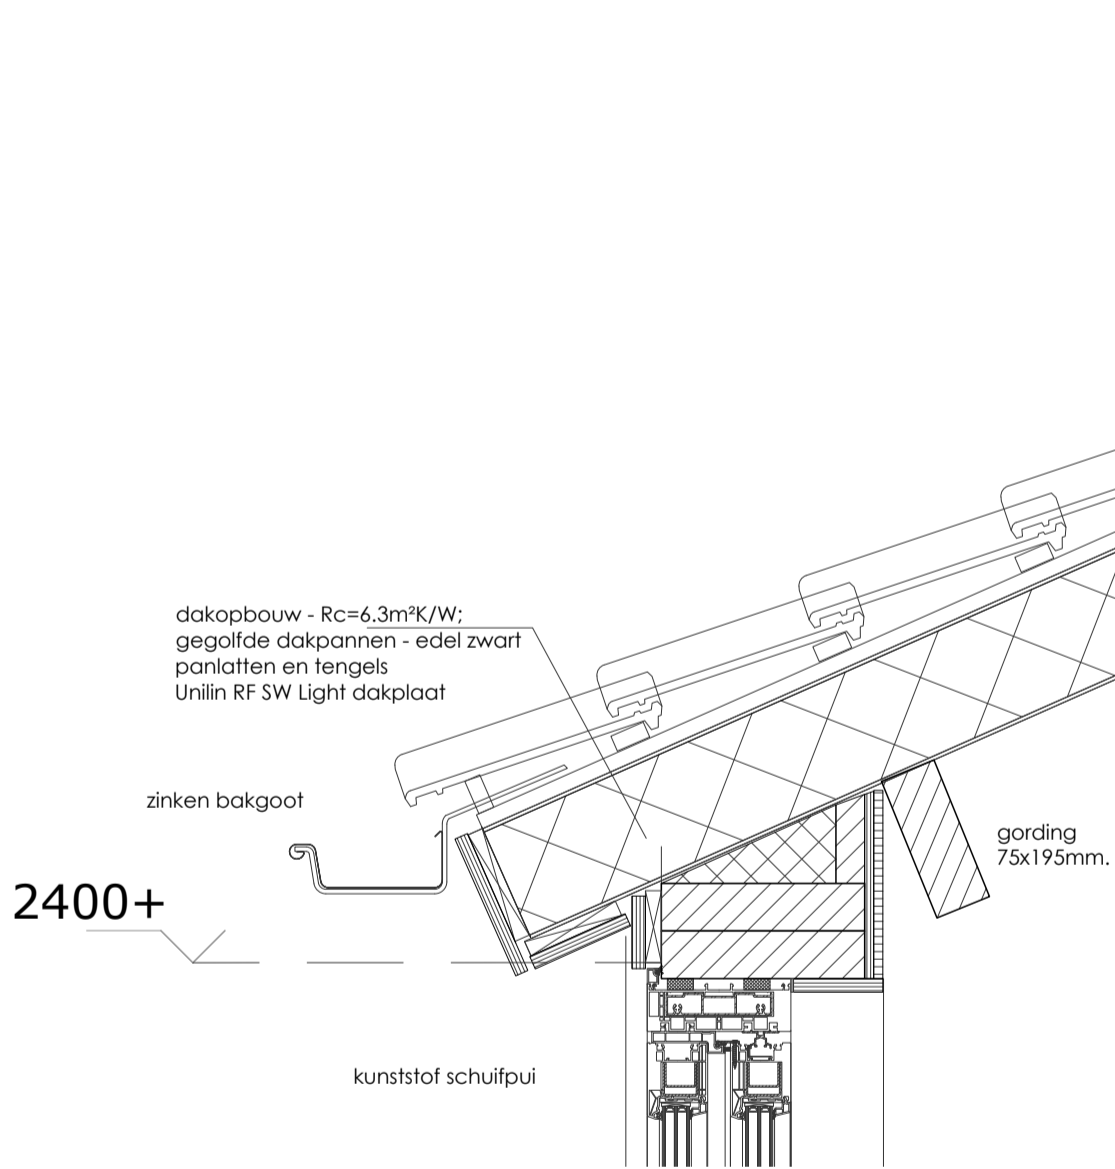 dakopbouw - Rc=6.3m²K/W;
gegolfde dakpannen - edel zwart
panlatten en tengels
Unilin RF SW Light dakplaat
zinken bakgoot
gording
75x195mm.
2400+
kunststof schuifpui